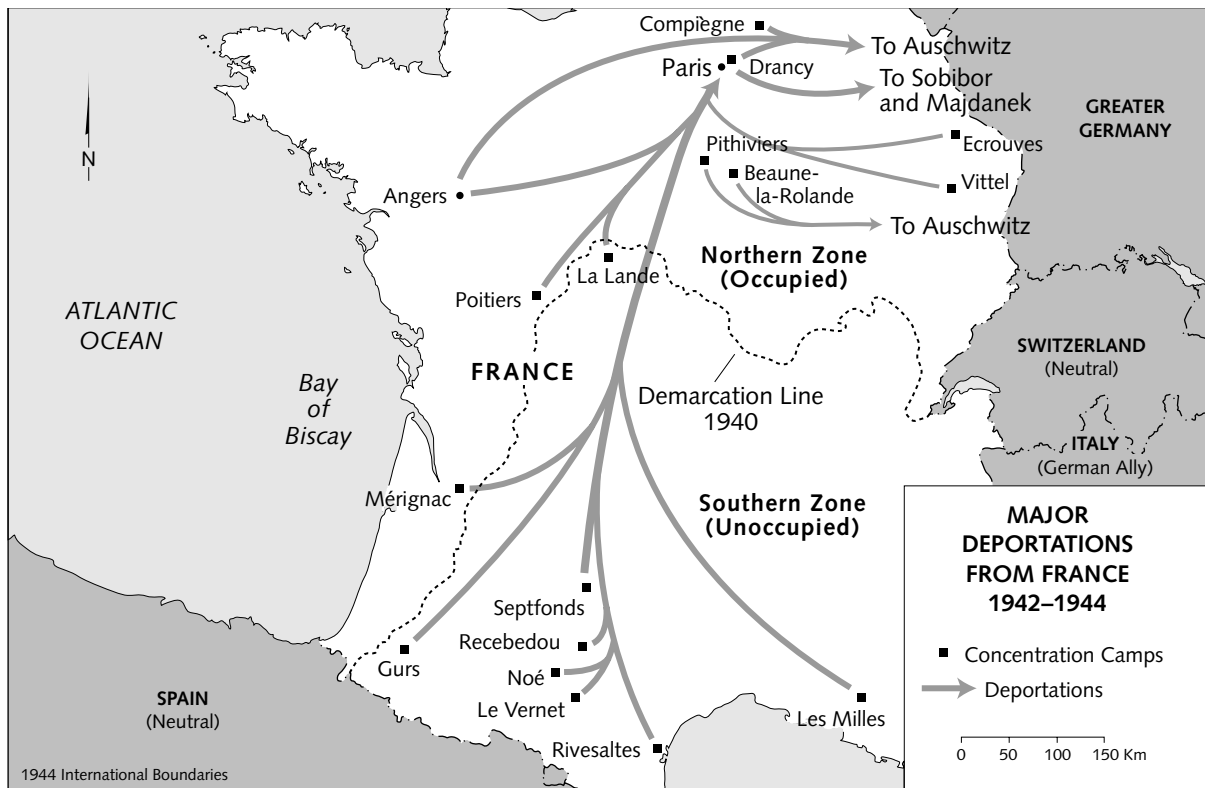 Compiègne
To Auschwitz
Paris
Drancy
To Sobibor
and Majdanek
GREATER
GERMANY
N
Pithiviers
Ecrouves
Beaune-
la-Rolande
Vittel
Angers
To Auschwitz
Northern Zone
(Occupied)
La Lande
Poitiers
ATLANTIC
OCEAN
SWITZERLAND
(Neutral)
FRANCE
Bay
of
Biscay
Demarcation Line
1940
ITALY
(German Ally)
Mérignac
Southern Zone
(Unoccupied)
MAJOR
DEPORTATIONS
FROM FRANCE
1942–1944
Septfonds
Recebedou
Gurs
Noé
Le Vernet
Les Milles
Rivesaltes
SPAIN
(Neutral)
Concentration Camps
Deportations
0 50 100 150 Km
1944 International Boundaries